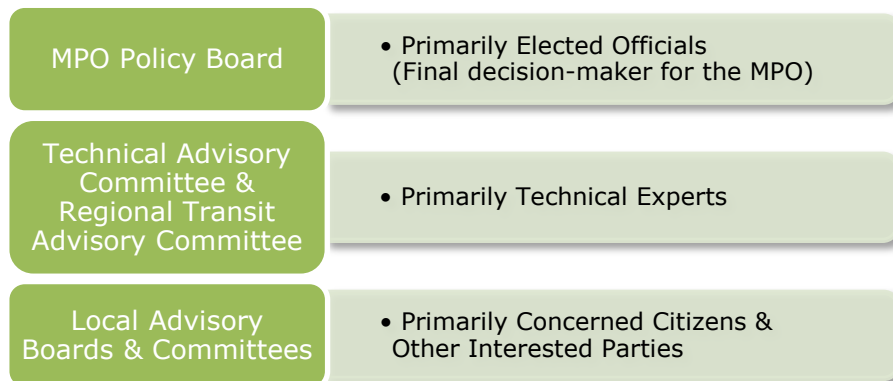 MPO Policy Board
• Primarily Elected Officials
(Final decision-maker for the MPO)
Technical Advisory
Committee &
Regional Transit
Advisory Committee
• Primarily Technical Experts
Local Advisory
Boards & Committees
• Primarily Concerned Citizens &
Other Interested Parties